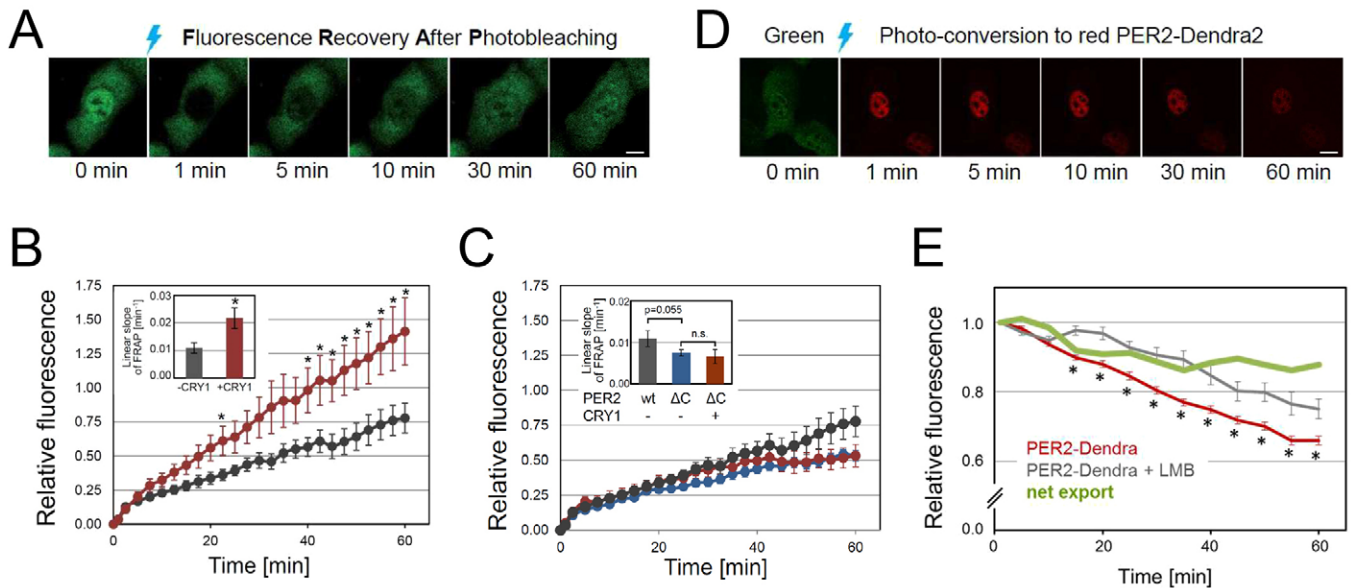 A
Fluorescence Recovery After Photobleaching
0 min 1 min 5 min 10 min 30 min 60 min
D
Green Photo-conversion to red PER2-Dendra2
0 min 1 min 5 min 10 min 30 min 60 min
B
Relative fluorescence
1.75
1.50
1.25
1.00
0.75
0.50
0.25
0.00
0 20 40 60
Time [min]
Linear slope
of FRAP [min-1]
0.03
0.02
0.01
0.00
-CRY1 +CRY1
*
* * * * * * * * * *
C
Relative fluorescence
1.75
1.50
1.25
1.00
0.75
0.50
0.25
0.00
0 20 40 60
Time [min]
Linear slope
of FRAP [min-1]
0.02
0.01
0.00
p=0.055
n.s.
PER2 wt ΔC ΔC
CRY1 - - +
E
Relative fluorescence
1.0
0.8
0.6
0.0
0 20 40 60
Time [min]
* * * * * * * * * *
PER2-Dendra
PER2-Dendra + LMB
net export